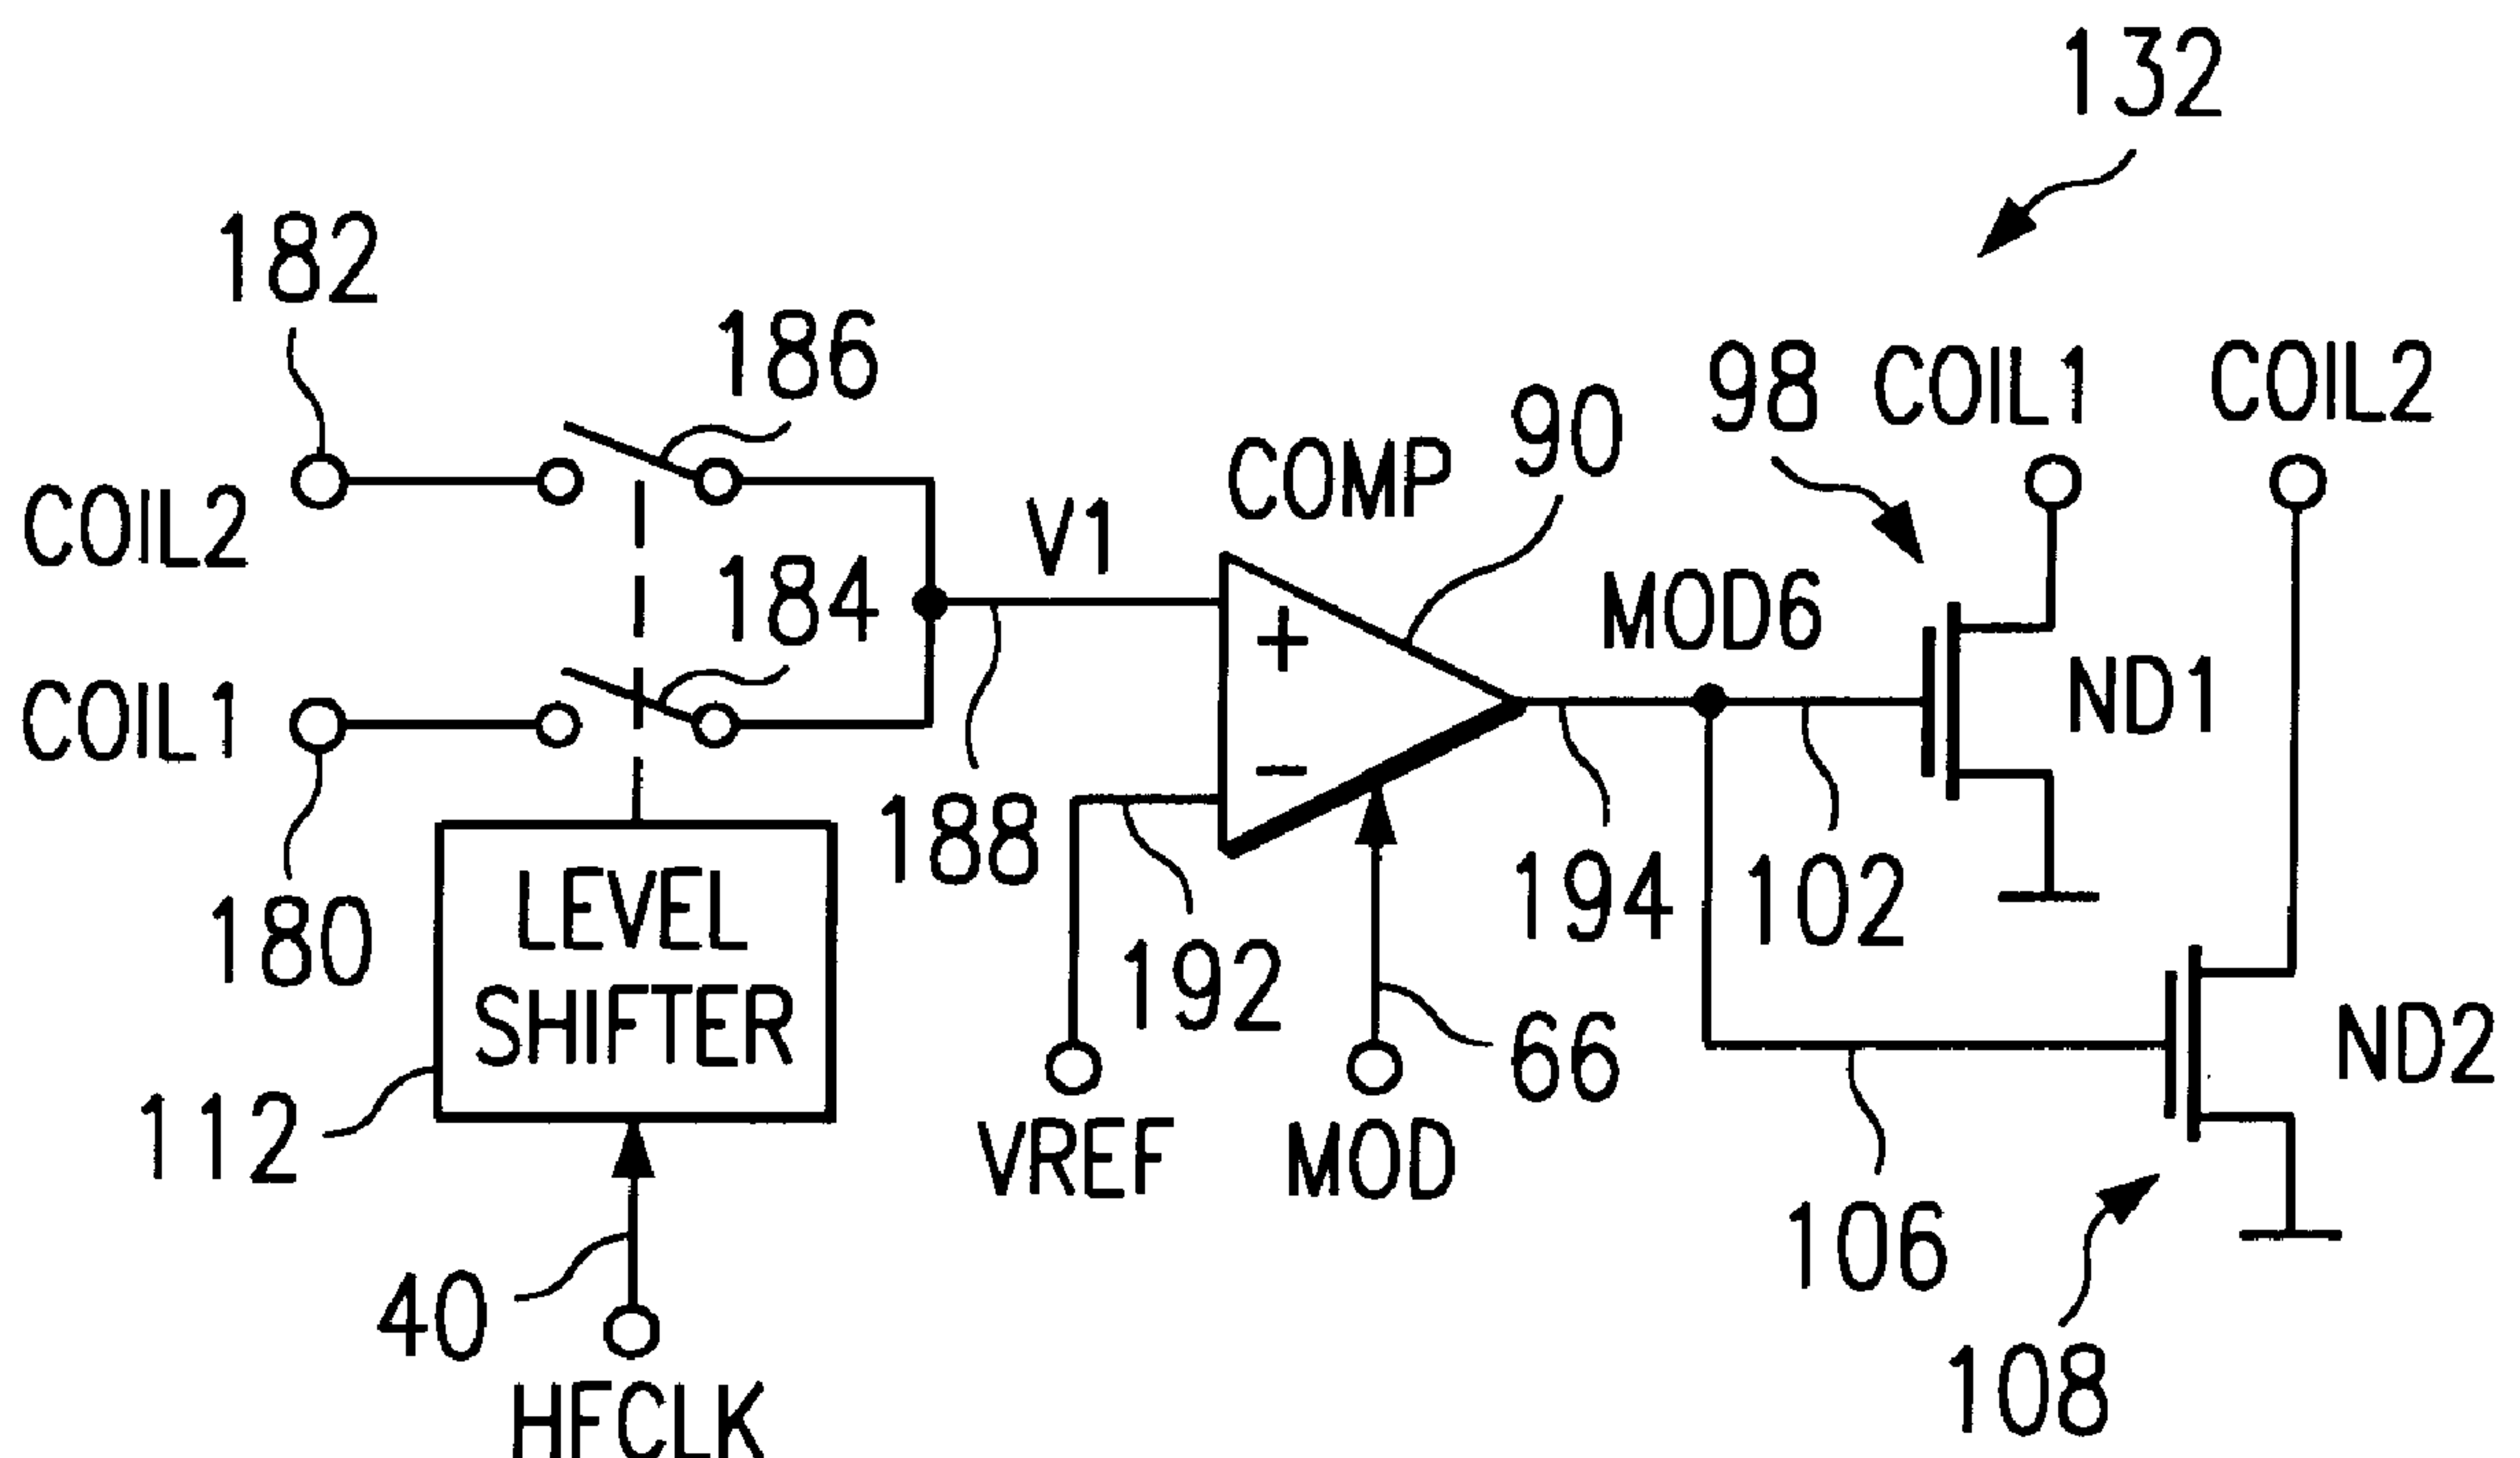 132
182
186
98
COIL1
COIL2
90
COMP
COIL2
V1
184
MOD6
COIL1
ND1
188
LEVEL
SHIFTER
194
102
180
192
66
ND2
112
VREF
MOD
106
40
108
HFCLK
+
−